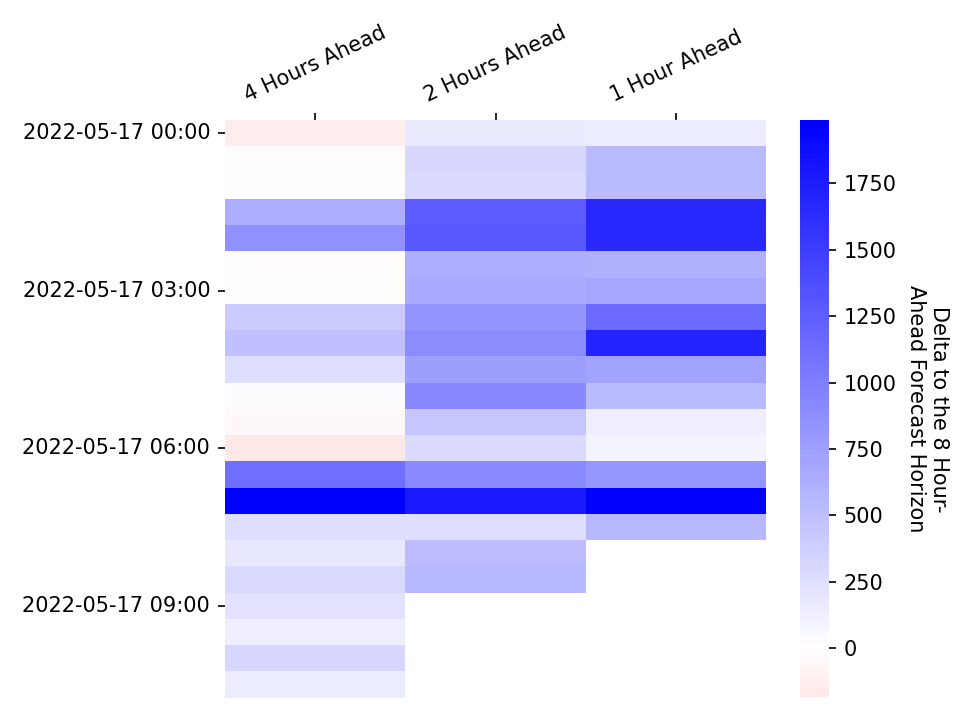 4 Hours Ahead
2 Hours Ahead
1 Hour Ahead
2022-05-17 00:00
2022-05-17 03:00
2022-05-17 06:00
2022-05-17 09:00
1750
1500
1250
1000
750
500
250
0
Delta to the 8 Hour-
Ahead Forecast Horizon